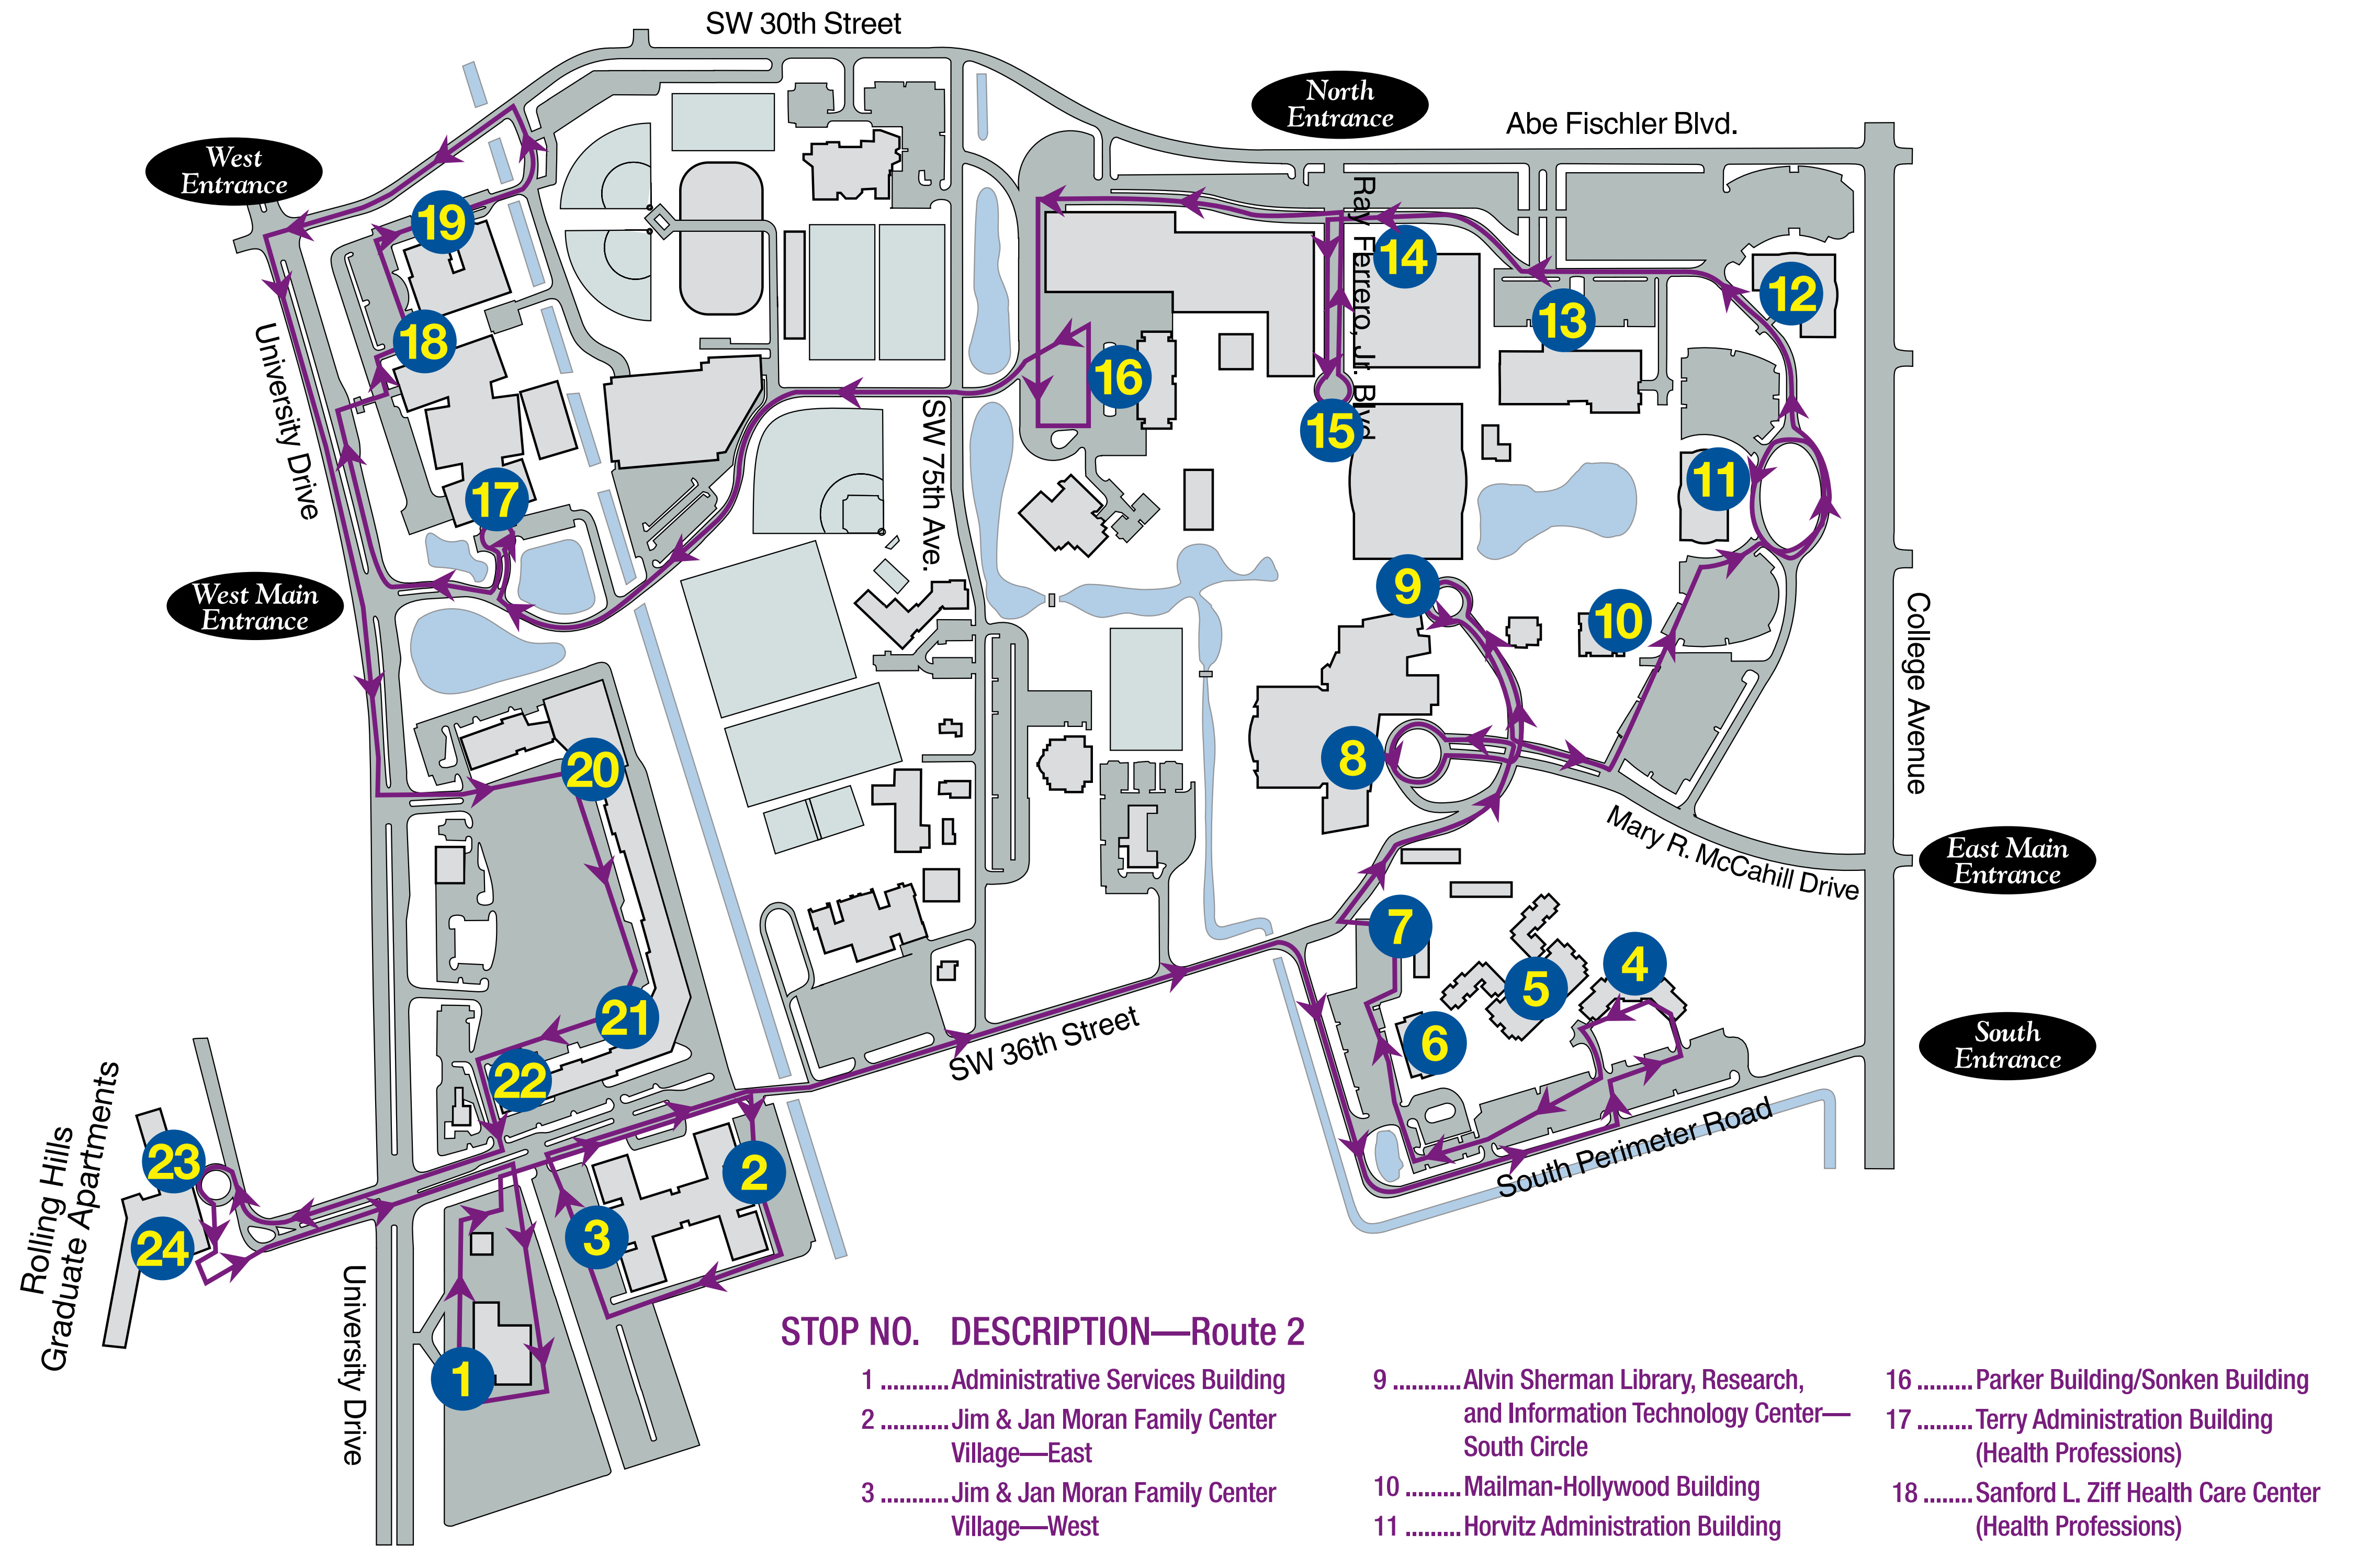 SW 30th Street
North
Entrance
Abe Fischler Blvd.
West
Entrance
Ray Ferrero, Jr. Blvd.
19
14
12
18
13
16
15
University Drive
SW 75th Ave.
17
11
9
10
West Main
Entrance
College Avenue
20
8
Mary R. McCahill Drive
East Main
Entrance
7
4
5
21
6
SW 36th Street
South
Entrance
22
South Perimeter Road
Rolling Hills
Graduate Apartments
23
2
24
3
University Drive
1
STOP NO. DESCRIPTION—Route 2
1 ...........Administrative Services Building
2 ...........Jim & Jan Moran Family Center
Village—East
3 ...........Jim & Jan Moran Family Center
Village—West
9 ...........Alvin Sherman Library, Research,
and Information Technology Center—
South Circle
10 .........Mailman-Hollywood Building
11 .........Horvitz Administration Building
16 .........Parker Building/Sonken Building
17 .........Terry Administration Building
(Health Professions)
18 ........Sanford L. Ziff Health Care Center
(Health Professions)